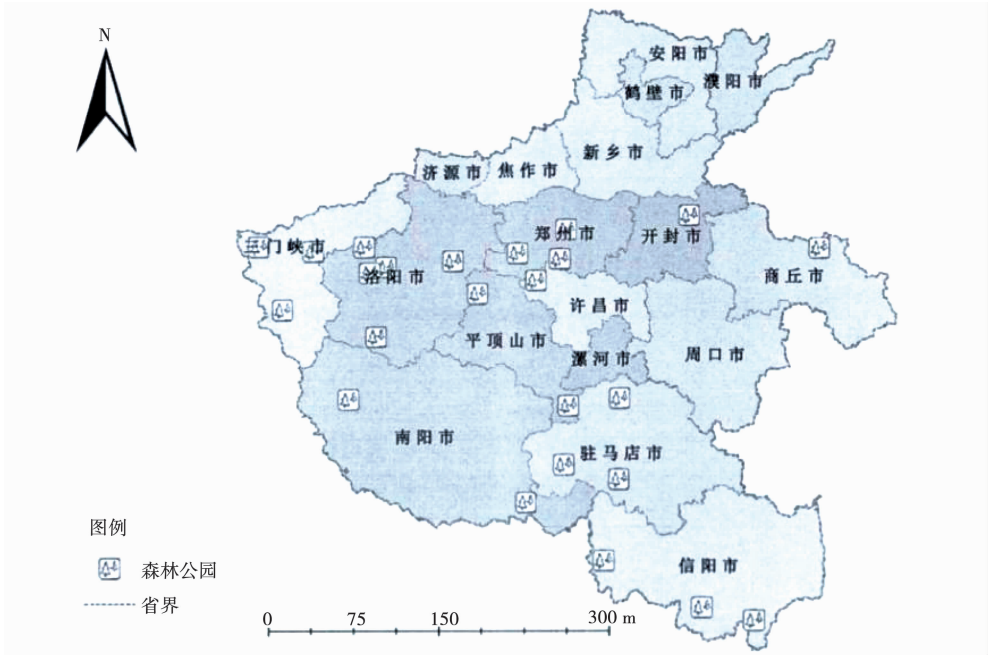 N
安阳市
濮阳市
鹤壁市
新乡市
济源市
焦作市
郑州市
开封市
三门峡市
洛阳市
商丘市
许昌市
平顶山市
漯河市
周口市
南阳市
驻马店市
信阳市
图例
森林公园
省界
0 75 150 300 m